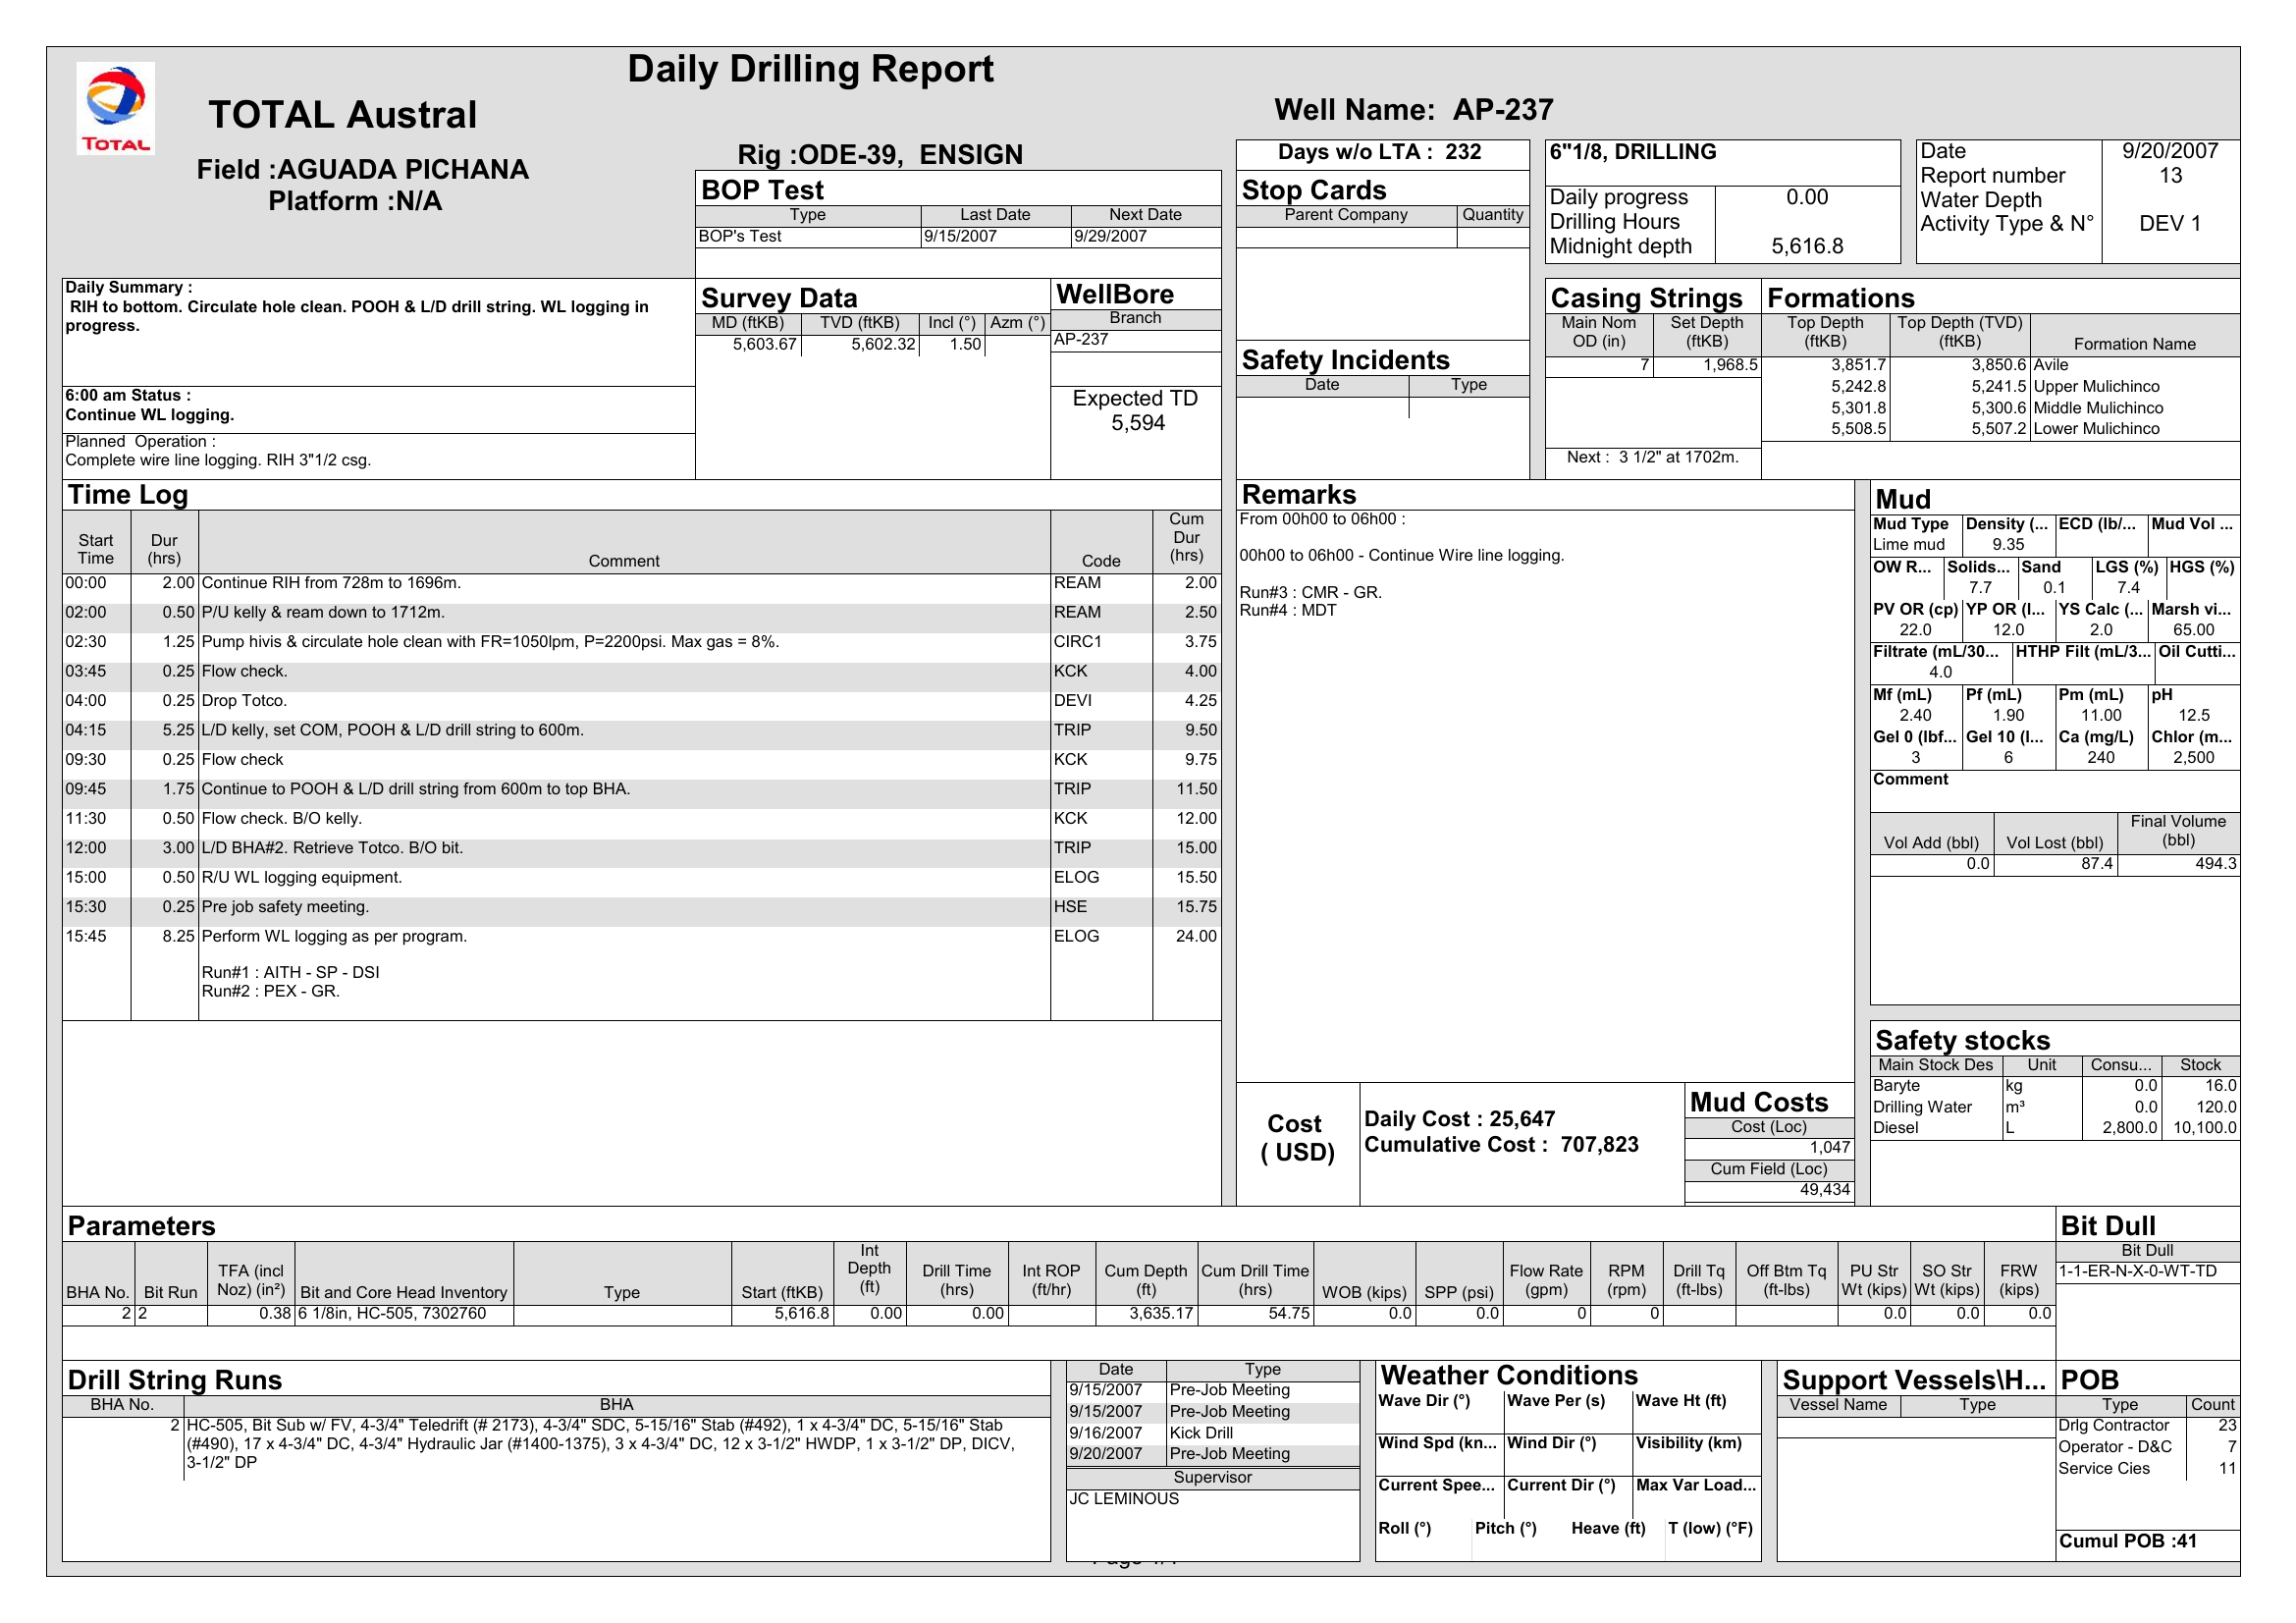 Daily Drilling Report
TOTAL
TOTAL Austral
Well Name: AP-237
Field :AGUADA PICHANA
Platform :N/A
Rig :ODE-39, ENSIGN
BOP Test
Type Last Date Next Date
BOP's Test 9/15/2007 9/29/2007
Days w/o LTA : 232
Stop Cards
Parent Company Quantity
6"1/8, DRILLING
Daily progress 0.00
Drilling Hours
Midnight depth 5,616.8
Date 9/20/2007
Report number 13
Water Depth
Activity Type & N° DEV 1
Daily Summary :
RIH to bottom. Circulate hole clean. POOH & L/D drill string. WL logging in
progress.
6:00 am Status :
Continue WL logging.
Planned Operation :
Complete wire line logging. RIH 3"1/2 csg.
Survey Data
MD (ftKB) TVD (ftKB) Incl (°) Azm (°)
5,603.67 5,602.32 1.50
WellBore
Branch
AP-237
Expected TD
5,594
Safety Incidents
Date Type
Casing Strings
Main Nom OD (in) Set Depth (ftKB)
7 1,968.5
Next : 3 1/2" at 1702m.
Formations
Top Depth (ftKB) Top Depth (TVD) (ftKB) Formation Name
3,851.7 3,850.6 Avile
5,242.8 5,241.5 Upper Mulichinco
5,301.8 5,300.6 Middle Mulichinco
5,508.5 5,507.2 Lower Mulichinco
Time Log
Start Time Dur (hrs) Comment Code Cum Dur (hrs)
00:00 2.00 Continue RIH from 728m to 1696m. REAM 2.00
02:00 0.50 P/U kelly & ream down to 1712m. REAM 2.50
02:30 1.25 Pump hivis & circulate hole clean with FR=1050lpm, P=2200psi. Max gas = 8%. CIRC1 3.75
03:45 0.25 Flow check. KCK 4.00
04:00 0.25 Drop Totco. DEVI 4.25
04:15 5.25 L/D kelly, set COM, POOH & L/D drill string to 600m. TRIP 9.50
09:30 0.25 Flow check KCK 9.75
09:45 1.75 Continue to POOH & L/D drill string from 600m to top BHA. TRIP 11.50
11:30 0.50 Flow check. B/O kelly. KCK 12.00
12:00 3.00 L/D BHA#2. Retrieve Totco. B/O bit. TRIP 15.00
15:00 0.50 R/U WL logging equipment. ELOG 15.50
15:30 0.25 Pre job safety meeting. HSE 15.75
15:45 8.25 Perform WL logging as per program. ELOG 24.00
Run#1 : AITH - SP - DSI
Run#2 : PEX - GR.
Remarks
From 00h00 to 06h00 :
00h00 to 06h00 - Continue Wire line logging.
Run#3 : CMR - GR.
Run#4 : MDT
Mud
Mud Type Density (... ECD (lb/... Mud Vol ...
Lime mud 9.35
OW R... Solids... Sand LGS (%) HGS (%)
7.7 0.1 7.4
PV OR (cp) YP OR (l... YS Calc (... Marsh vi...
22.0 12.0 2.0 65.00
Filtrate (mL/30... HTHP Filt (mL/3... Oil Cutti...
4.0
Mf (mL) Pf (mL) Pm (mL) pH
2.40 1.90 11.00 12.5
Gel 0 (lbf... Gel 10 (l... Ca (mg/L) Chlor (m...
3 6 240 2,500
Comment
Vol Add (bbl) Vol Lost (bbl) Final Volume (bbl)
0.0 87.4 494.3
Safety stocks
Main Stock Des Unit Consu... Stock
Baryte kg 0.0 16.0
Drilling Water m³ 0.0 120.0
Diesel L 2,800.0 10,100.0
Cost
( USD)
Daily Cost : 25,647
Cumulative Cost : 707,823
Mud Costs
Cost (Loc)
1,047
Cum Field (Loc)
49,434
Parameters
BHA No. Bit Run TFA (incl Noz) (in²) Bit and Core Head Inventory Type Start (ftKB) Int Depth (ft) Drill Time (hrs) Int ROP (ft/hr) Cum Depth (ft) Cum Drill Time (hrs) WOB (kips) SPP (psi) Flow Rate (gpm) RPM (rpm) Drill Tq (ft-lbs) Off Btm Tq (ft-lbs) PU Str Wt (kips) SO Str Wt (kips) FRW (kips)
2 2 0.38 6 1/8in, HC-505, 7302760 5,616.8 0.00 0.00 3,635.17 54.75 0.0 0.0 0 0 0.0 0.0 0.0
Bit Dull
Bit Dull
1-1-ER-N-X-0-WT-TD
Drill String Runs
BHA No. BHA
2 HC-505, Bit Sub w/ FV, 4-3/4" Teledrift (# 2173), 4-3/4" SDC, 5-15/16" Stab (#492), 1 x 4-3/4" DC, 5-15/16" Stab
(#490), 17 x 4-3/4" DC, 4-3/4" Hydraulic Jar (#1400-1375), 3 x 4-3/4" DC, 12 x 3-1/2" HWDP, 1 x 3-1/2" DP, DICV,
3-1/2" DP
Date Type
9/15/2007 Pre-Job Meeting
9/15/2007 Pre-Job Meeting
9/16/2007 Kick Drill
9/20/2007 Pre-Job Meeting
Supervisor
JC LEMINOUS
Weather Conditions
Wave Dir (°) Wave Per (s) Wave Ht (ft)
Wind Spd (kn... Wind Dir (°) Visibility (km)
Current Spee... Current Dir (°) Max Var Load...
Roll (°) Pitch (°) Heave (ft) T (low) (°F)
Support Vessels\H...
Vessel Name Type
POB
Type Count
Drlg Contractor 23
Operator - D&C 7
Service Cies 11
Cumul POB :41